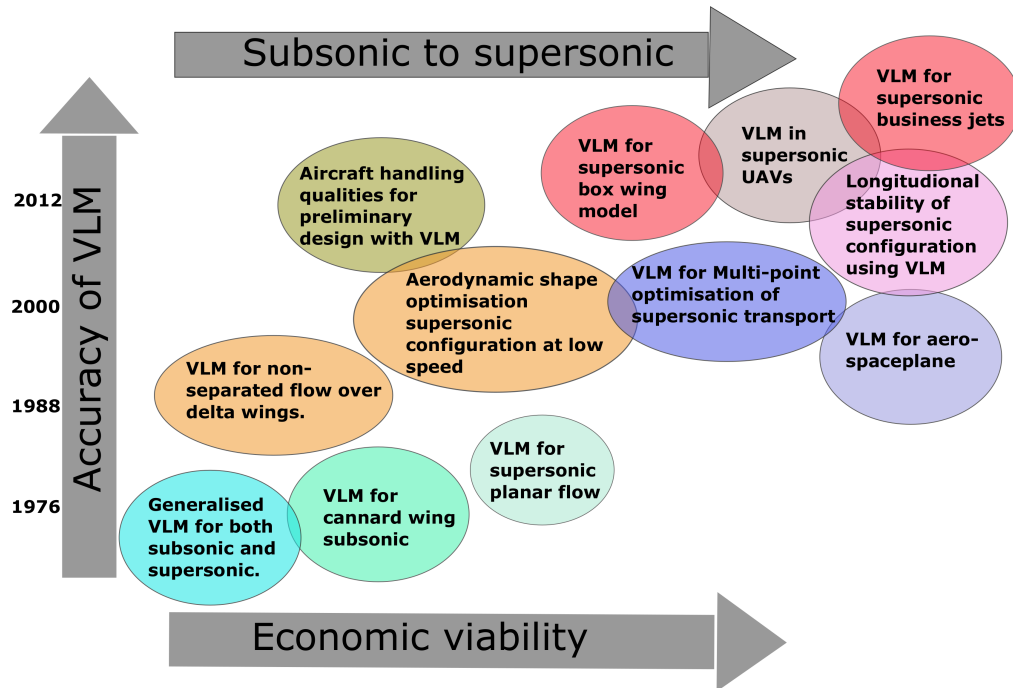 Subsonic to supersonic
Accuracy of VLM
2012
2000
1988
1976
VLM for
supersonic
business jets
VLM in
supersonic
UAVs
VLM for
supersonic
box wing
model
Aircraft handling
qualities for
preliminary
design with VLM
Longitudional
stability of
supersonic
configuration
using VLM
Aerodynamic shape
optimisation
supersonic
configuration at low
speed
VLM for Multi-point
optimisation of
supersonic transport
VLM for aero-
spaceplane
VLM for non-
separated flow over
delta wings.
VLM for
supersonic
planar flow
VLM for
cannard wing
subsonic
Generalised
VLM for both
subsonic and
supersonic.
Economic viability